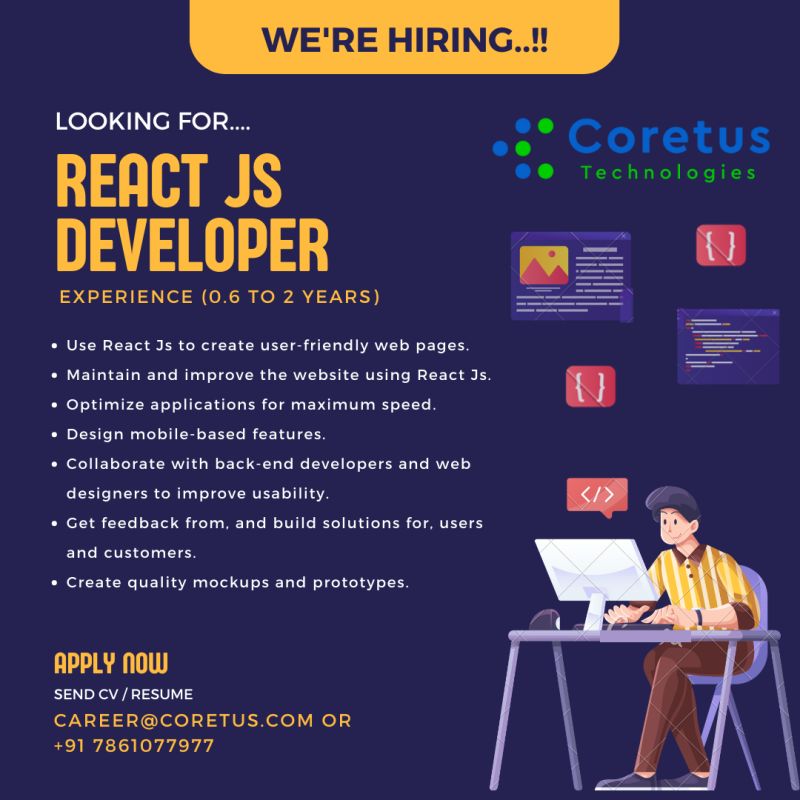 WE'RE HIRING..!!
LOOKING FOR....
Coretus
Technologies
REACT JS
DEVELOPER
EXPERIENCE (0.6 TO 2 YEARS)
{ }
{ }
</>
• Use React Js to create user-friendly web pages.
• Maintain and improve the website using React Js.
• Optimize applications for maximum speed.
• Design mobile-based features.
• Collaborate with back-end developers and web
designers to improve usability.
• Get feedback from, and build solutions for, users
and customers.
• Create quality mockups and prototypes.
APPLY NOW
SEND CV / RESUME
CAREER@CORETUS.COM OR
+91 7861077977